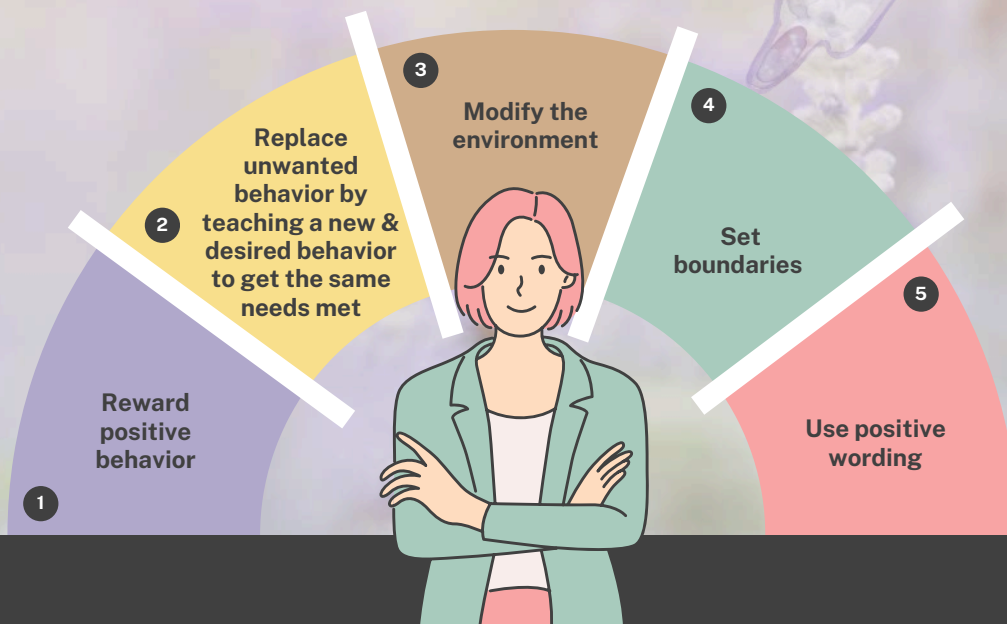 1
Reward
positive
behavior
2
Replace
unwanted
behavior by
teaching a new &
desired behavior
to get the same
needs met
3
Modify the
environment
4
Set
boundaries
5
Use positive
wording